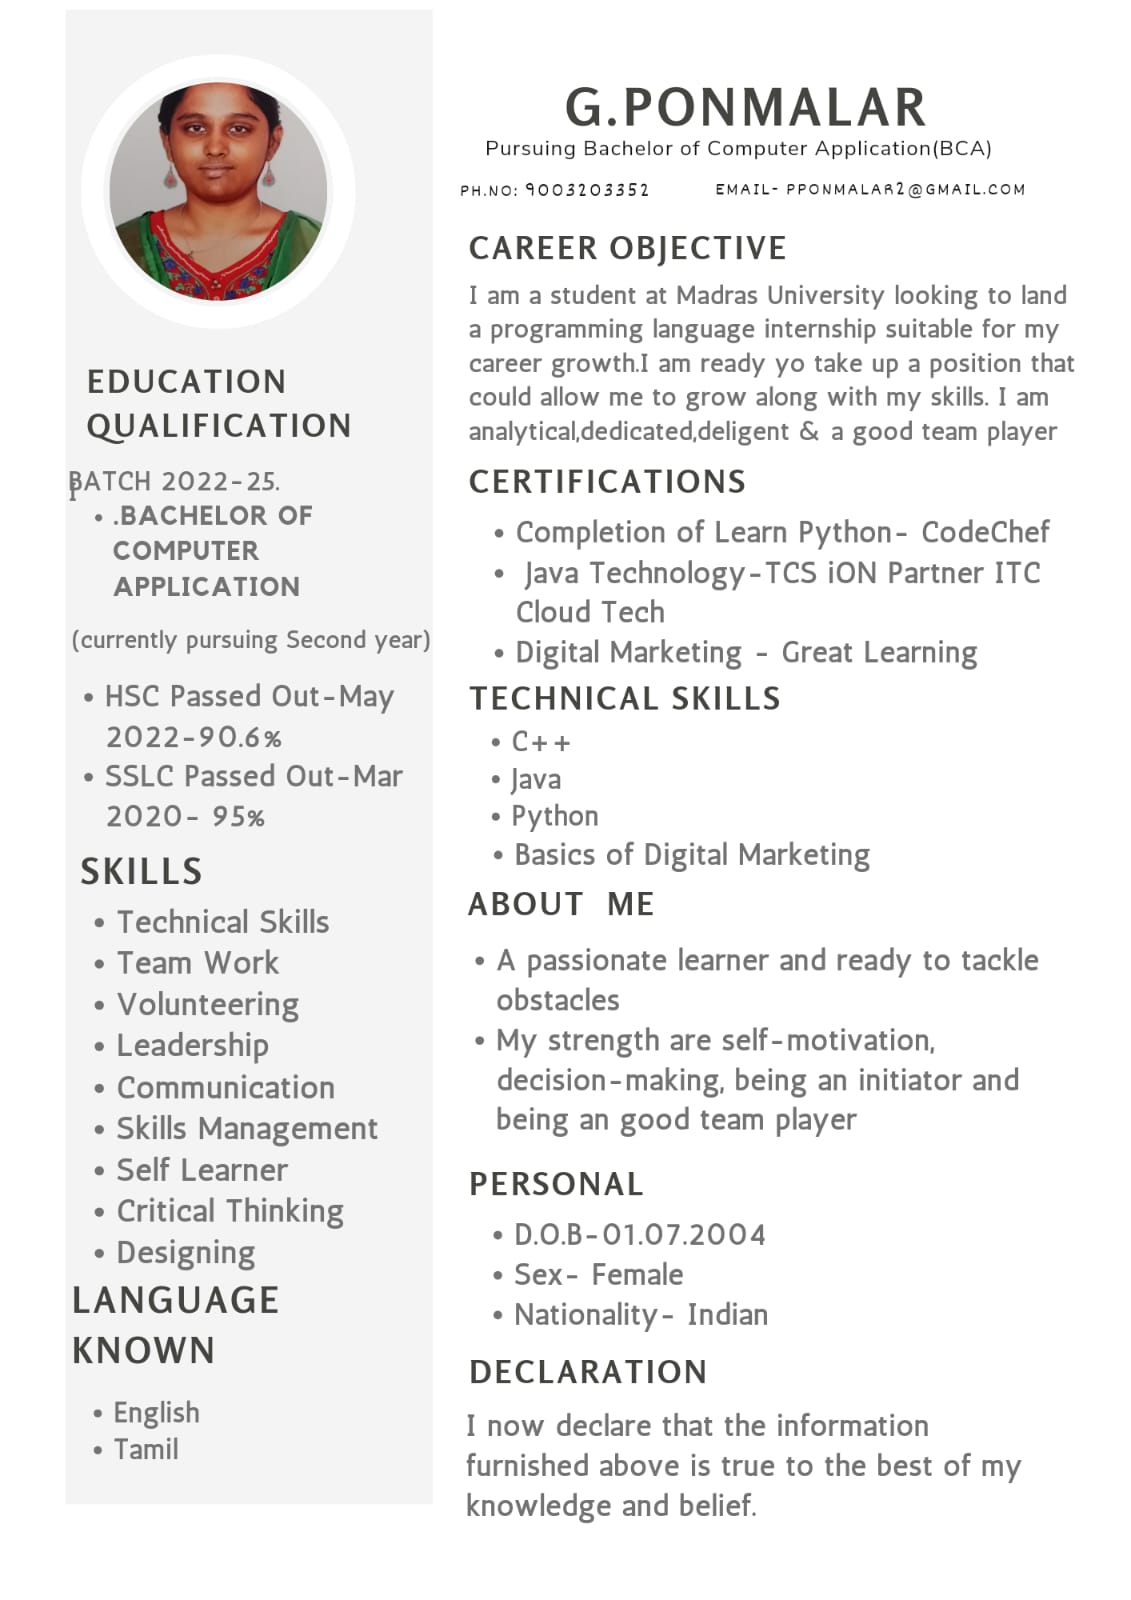 G.PONMALAR
Pursuing Bachelor of Computer Application(BCA)
PH.NO: 9003203352
EMAIL- PPONMALAR2@GMAIL.COM
EDUCATION
QUALIFICATION
BATCH 2022-25.
I
• .BACHELOR OF
COMPUTER
APPLICATION
(currently pursuing Second year)
• HSC Passed Out-May
2022-90.6%
• SSLC Passed Out-Mar
2020- 95%
SKILLS
• Technical Skills
• Team Work
• Volunteering
• Leadership
• Communication
• Skills Management
• Self Learner
• Critical Thinking
• Designing
LANGUAGE
KNOWN
• English
• Tamil
CAREER OBJECTIVE
I am a student at Madras University looking to land
a programming language internship suitable for my
career growth.I am ready yo take up a position that
could allow me to grow along with my skills. I am
analytical,dedicated,deligent & a good team player
CERTIFICATIONS
• Completion of Learn Python- CodeChef
• Java Technology-TCS iON Partner ITC
Cloud Tech
• Digital Marketing - Great Learning
TECHNICAL SKILLS
• C++
• Java
• Python
• Basics of Digital Marketing
ABOUT ME
• A passionate learner and ready to tackle
obstacles
• My strength are self-motivation,
decision-making, being an initiator and
being an good team player
PERSONAL
• D.O.B-01.07.2004
• Sex- Female
• Nationality- Indian
DECLARATION
I now declare that the information
furnished above is true to the best of my
knowledge and belief.